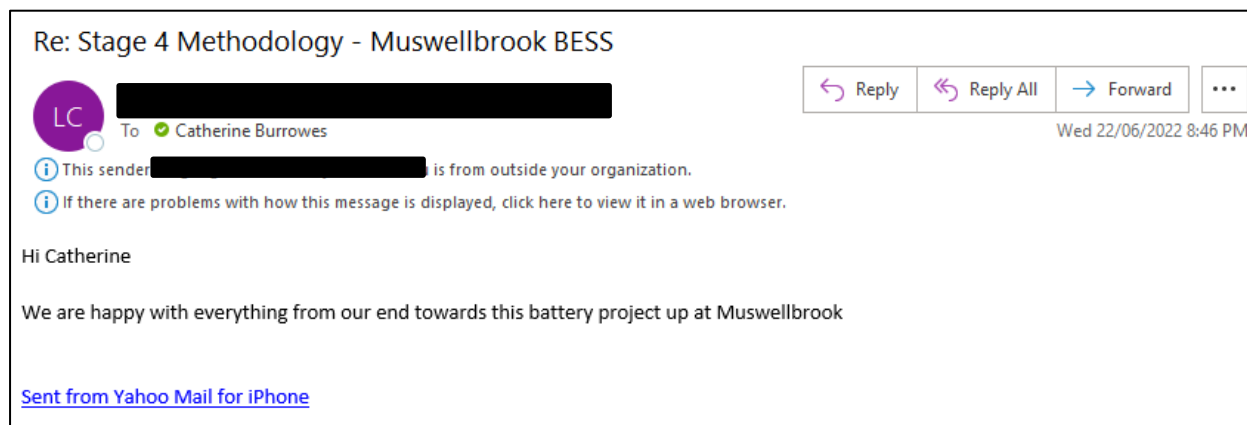 Re: Stage 4 Methodology - Muswellbrook BESS
Reply
Reply All
Forward
LC
To Catherine Burrowes
Wed 22/06/2022 8:46 PM
This sender is from outside your organization.
If there are problems with how this message is displayed, click here to view it in a web browser.
Hi Catherine
We are happy with everything from our end towards this battery project up at Muswellbrook
Sent from Yahoo Mail for iPhone